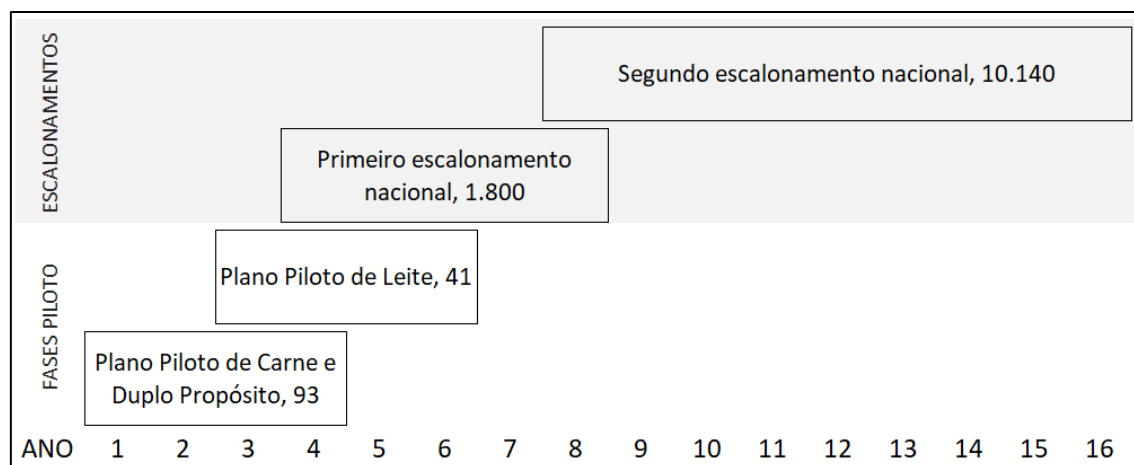 ESCALONAMENTOS
Segundo escalonamento nacional, 10.140
Primeiro escalonamento
nacional, 1.800
FASES PILOTO
Plano Piloto de Leite, 41
Plano Piloto de Carne e
Duplo Propósito, 93
ANO 1 2 3 4 5 6 7 8 9 10 11 12 13 14 15 16